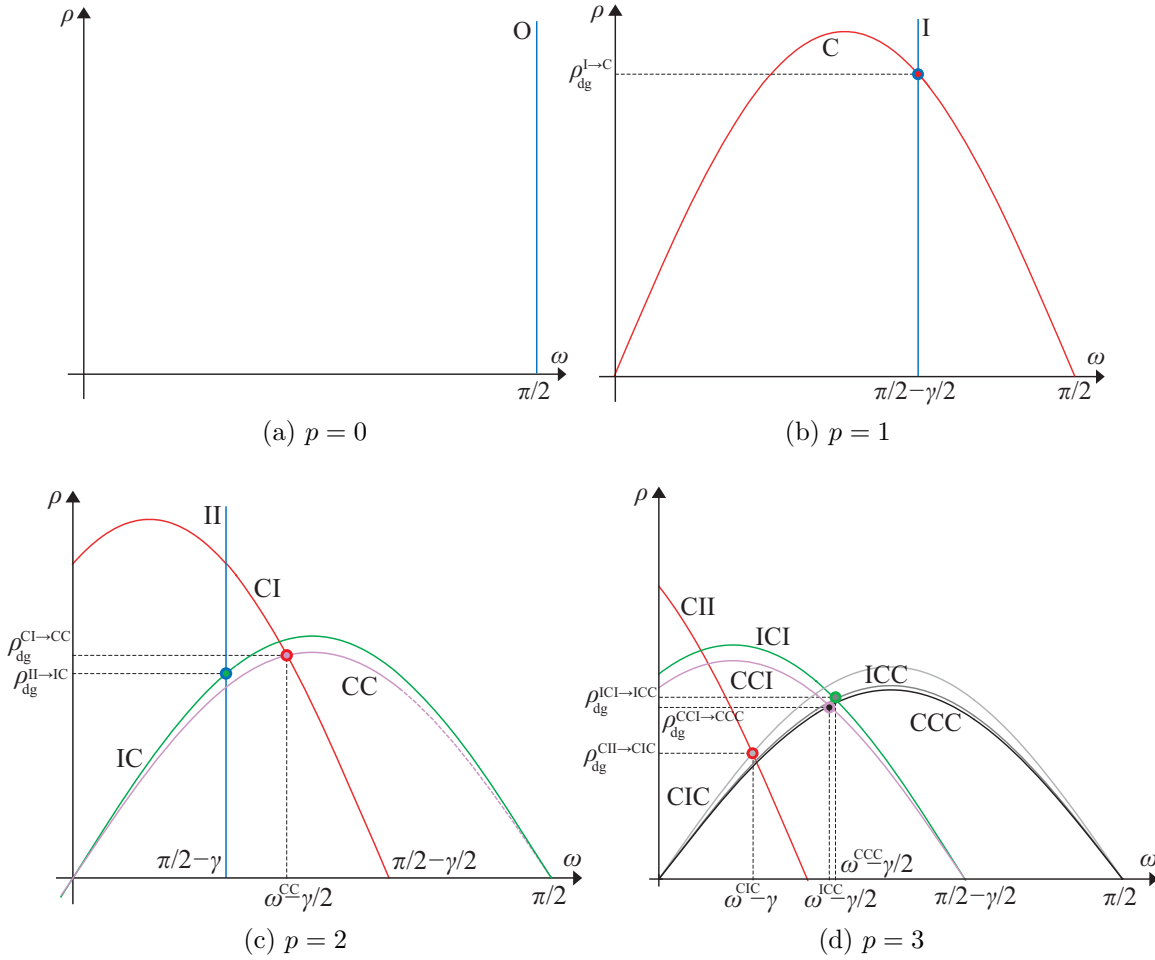 ρ
O
ω
π/2
(a) p = 0
ρ
C
I
ρ_dg^{I→C}
ω
π/2−γ/2
π/2
(b) p = 1
ρ
II
CI
ρ_dg^{CI→CC}
ρ_dg^{II→IC}
CC
IC
π/2−γ
π/2−γ/2
ω
ω^{CC}−γ/2
π/2
(c) p = 2
ρ
CII
ICI
ICC
CCI
ρ_dg^{ICI→ICC}
ρ_dg^{CCI→CCC}
CCC
ρ_dg^{CII→CIC}
CIC
ω^{CCC}−γ/2
ω
ω^{CIC}−γ
ω^{ICC}−γ/2
π/2−γ/2
π/2
(d) p = 3